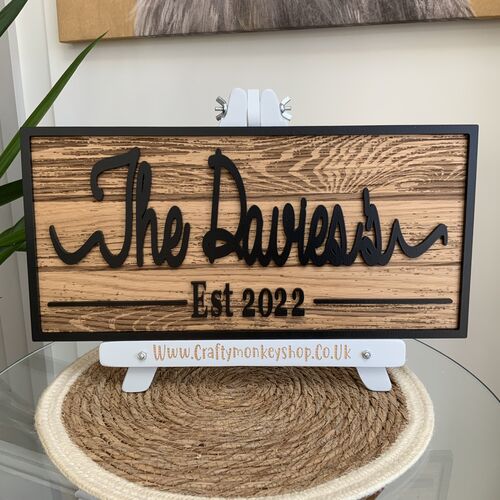 The Davies's
Est 2022
Www.Craftymonkeyshop.Co.Uk